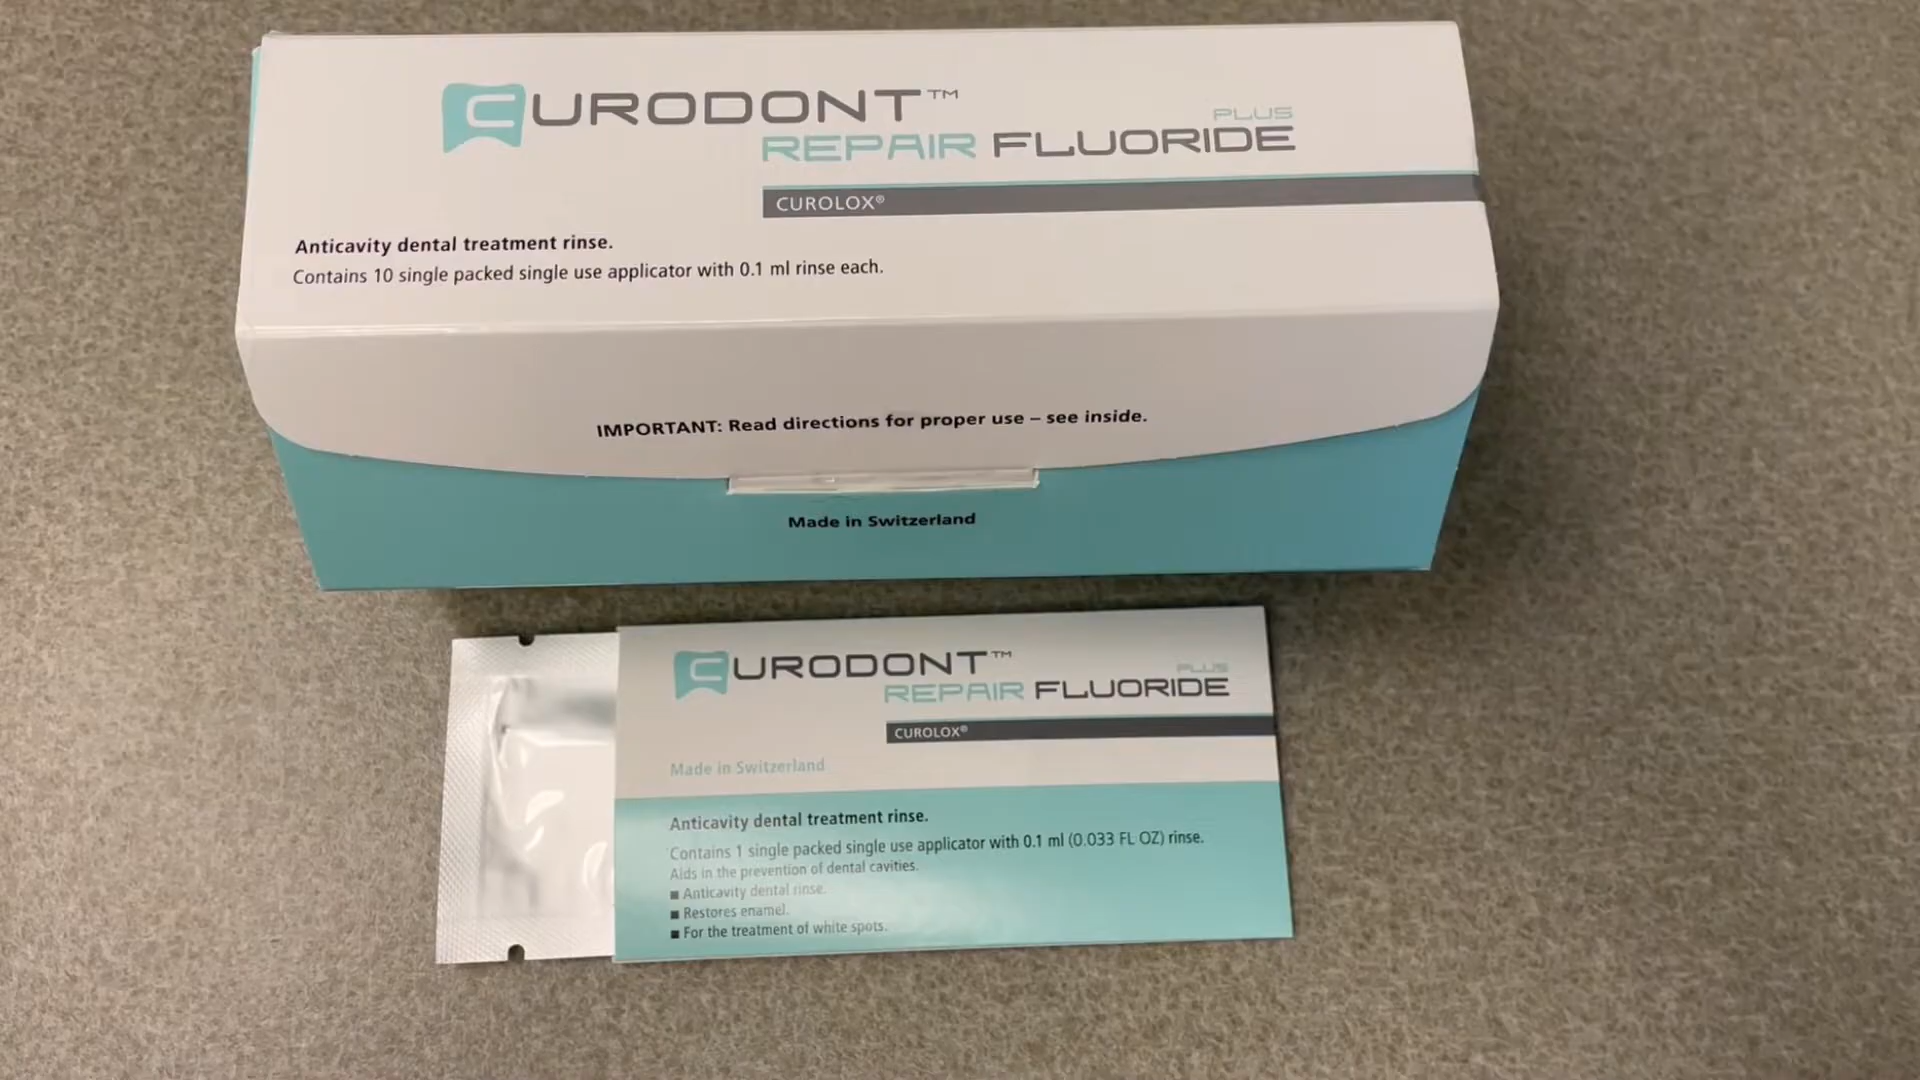 CURODONT™
PLUS
REPAIR FLUORIDE
CUROLOX®
Anticavity dental treatment rinse.
Contains 10 single packed single use applicator with 0.1 ml rinse each.
IMPORTANT: Read directions for proper use – see inside.
Made in Switzerland
CURODONT™
PLUS
REPAIR FLUORIDE
CUROLOX®
Made in Switzerland
Anticavity dental treatment rinse.
Contains 1 single packed single use applicator with 0.1 ml (0.033 FL OZ) rinse.
Aids in the prevention of dental cavities.
■ Anticavity dental rinse.
■ Restores enamel.
■ For the treatment of white spots.